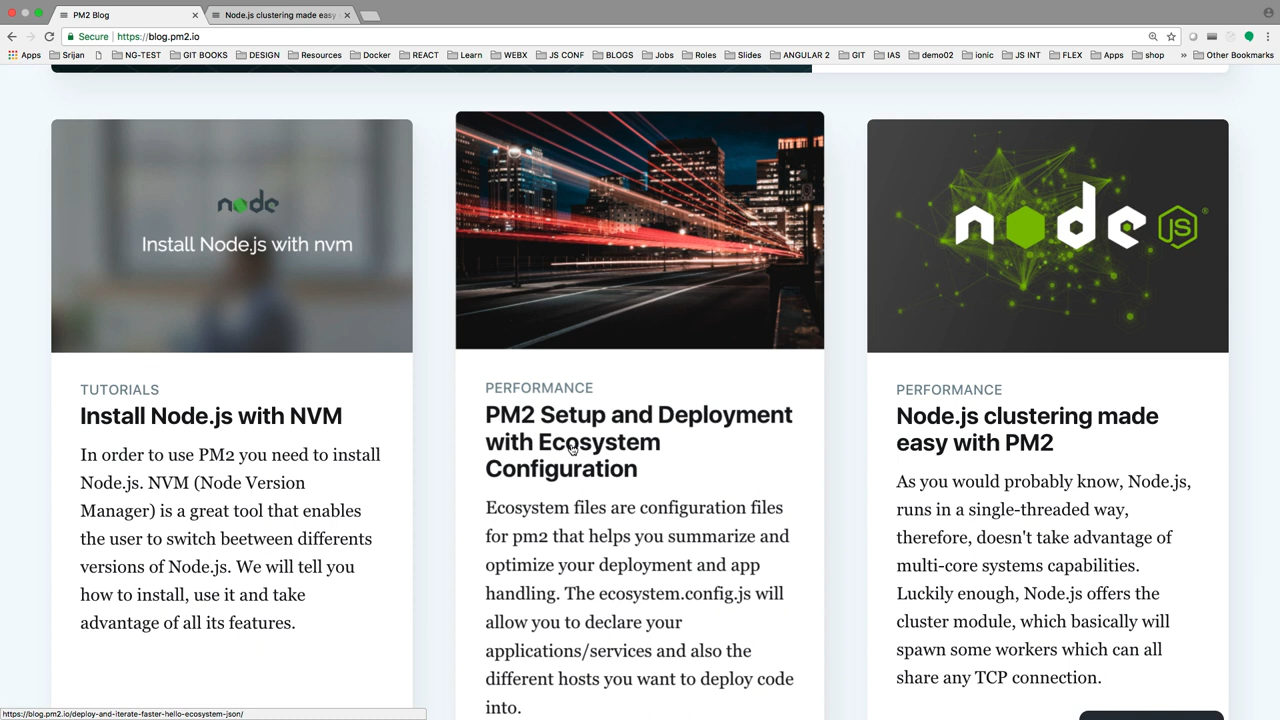 PM2 Blog
Node.js clustering made easy
Secure https://blog.pm2.io
Apps Srijan NG-TEST GIT BOOKS DESIGN Resources Docker REACT Learn WEBX JS CONF BLOGS Jobs Roles Slides ANGULAR 2 GIT IAS demo02 ionic JS INT FLEX Apps shop » Other Bookmarks
node
Install Node.js with nvm
TUTORIALS
Install Node.js with NVM
In order to use PM2 you need to install
Node.js. NVM (Node Version
Manager) is a great tool that enables
the user to switch beetween differents
versions of Node.js. We will tell you
how to install, use it and take
advantage of all its features.
PERFORMANCE
PM2 Setup and Deployment
with Ecosystem
Configuration
Ecosystem files are configuration files
for pm2 that helps you summarize and
optimize your deployment and app
handling. The ecosystem.config.js will
allow you to declare your
applications/services and also the
different hosts you want to deploy code
into.
node JS ®
PERFORMANCE
Node.js clustering made
easy with PM2
As you would probably know, Node.js,
runs in a single-threaded way,
therefore, doesn't take advantage of
multi-core systems capabilities.
Luckily enough, Node.js offers the
cluster module, which basically will
spawn some workers which can all
share any TCP connection.
https://blog.pm2.io/deploy-and-iterate-faster-hello-ecosystem-json/